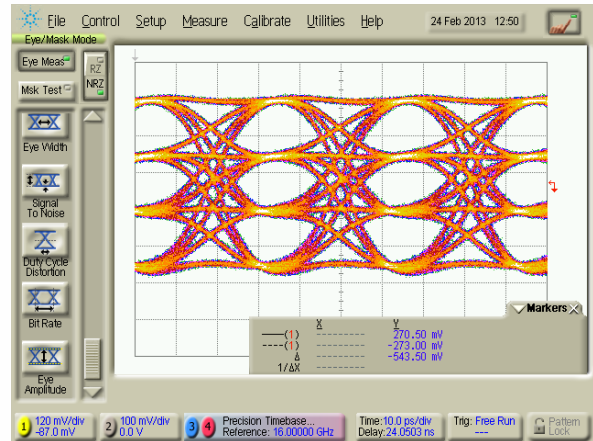 File Control Setup Measure Calibrate Utilities Help 24 Feb 2013 12:50
Eye/Mask Mode
Eye Meas
RZ
NRZ
Msk Test
Eye Width
Signal
To Noise
Duty Cycle
Distortion
Bit Rate
Eye
Amplitude
Markers X
X Y
——(1) --------- 270.50 mV
----(1) --------- -273.00 mV
Δ --------- -543.50 mV
1/ΔX ---------
1 120 mV/div
-87.0 mV
2 100 mV/div
0.0 V
3 4 Precision Timebase...
Reference: 16.00000 GHz
Time:10.0 ps/div
Delay:24.0503 ns
Trig: Free Run
---
Pattern
Lock